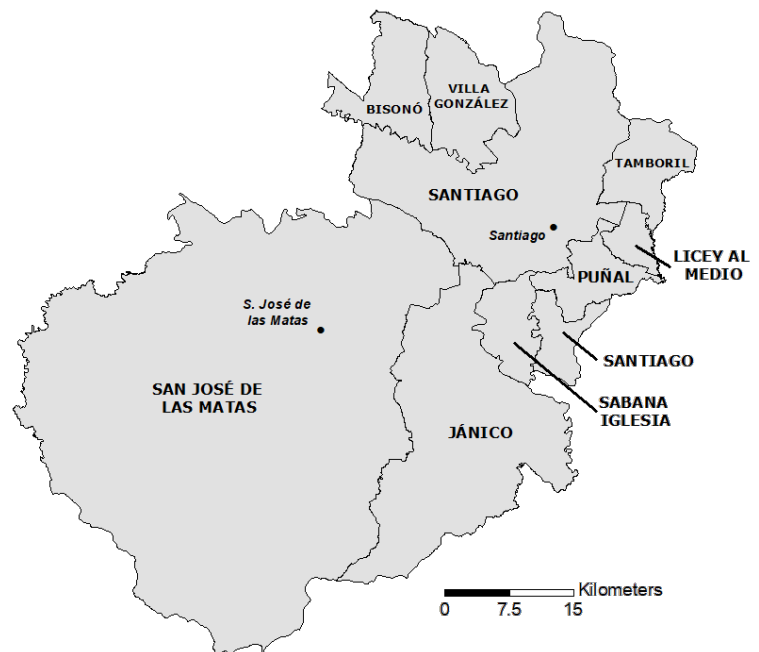 VILLA
GONZÁLEZ
BISONÓ
TAMBORIL
SANTIAGO
Santiago
LICEY AL
MEDIO
PUÑAL
S. José de
las Matas
SANTIAGO
SAN JOSÉ DE
LAS MATAS
SABANA
IGLESIA
JÁNICO
Kilometers
0 7.5 15